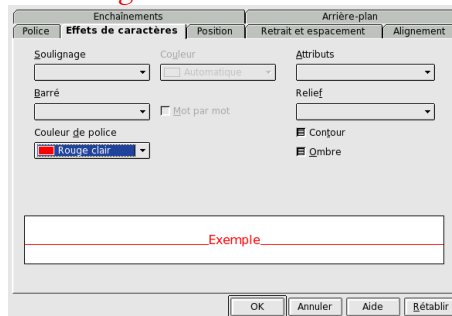 Enchaînements Arrière-plan
Police Effets de caractères Position Retrait et espacement Alignement
Soulignage Couleur Attributs
Automatique
Barré Relief
Mot par mot
Couleur de police Contour
Rouge clair Ombre
Exemple
OK Annuler Aide Rétablir